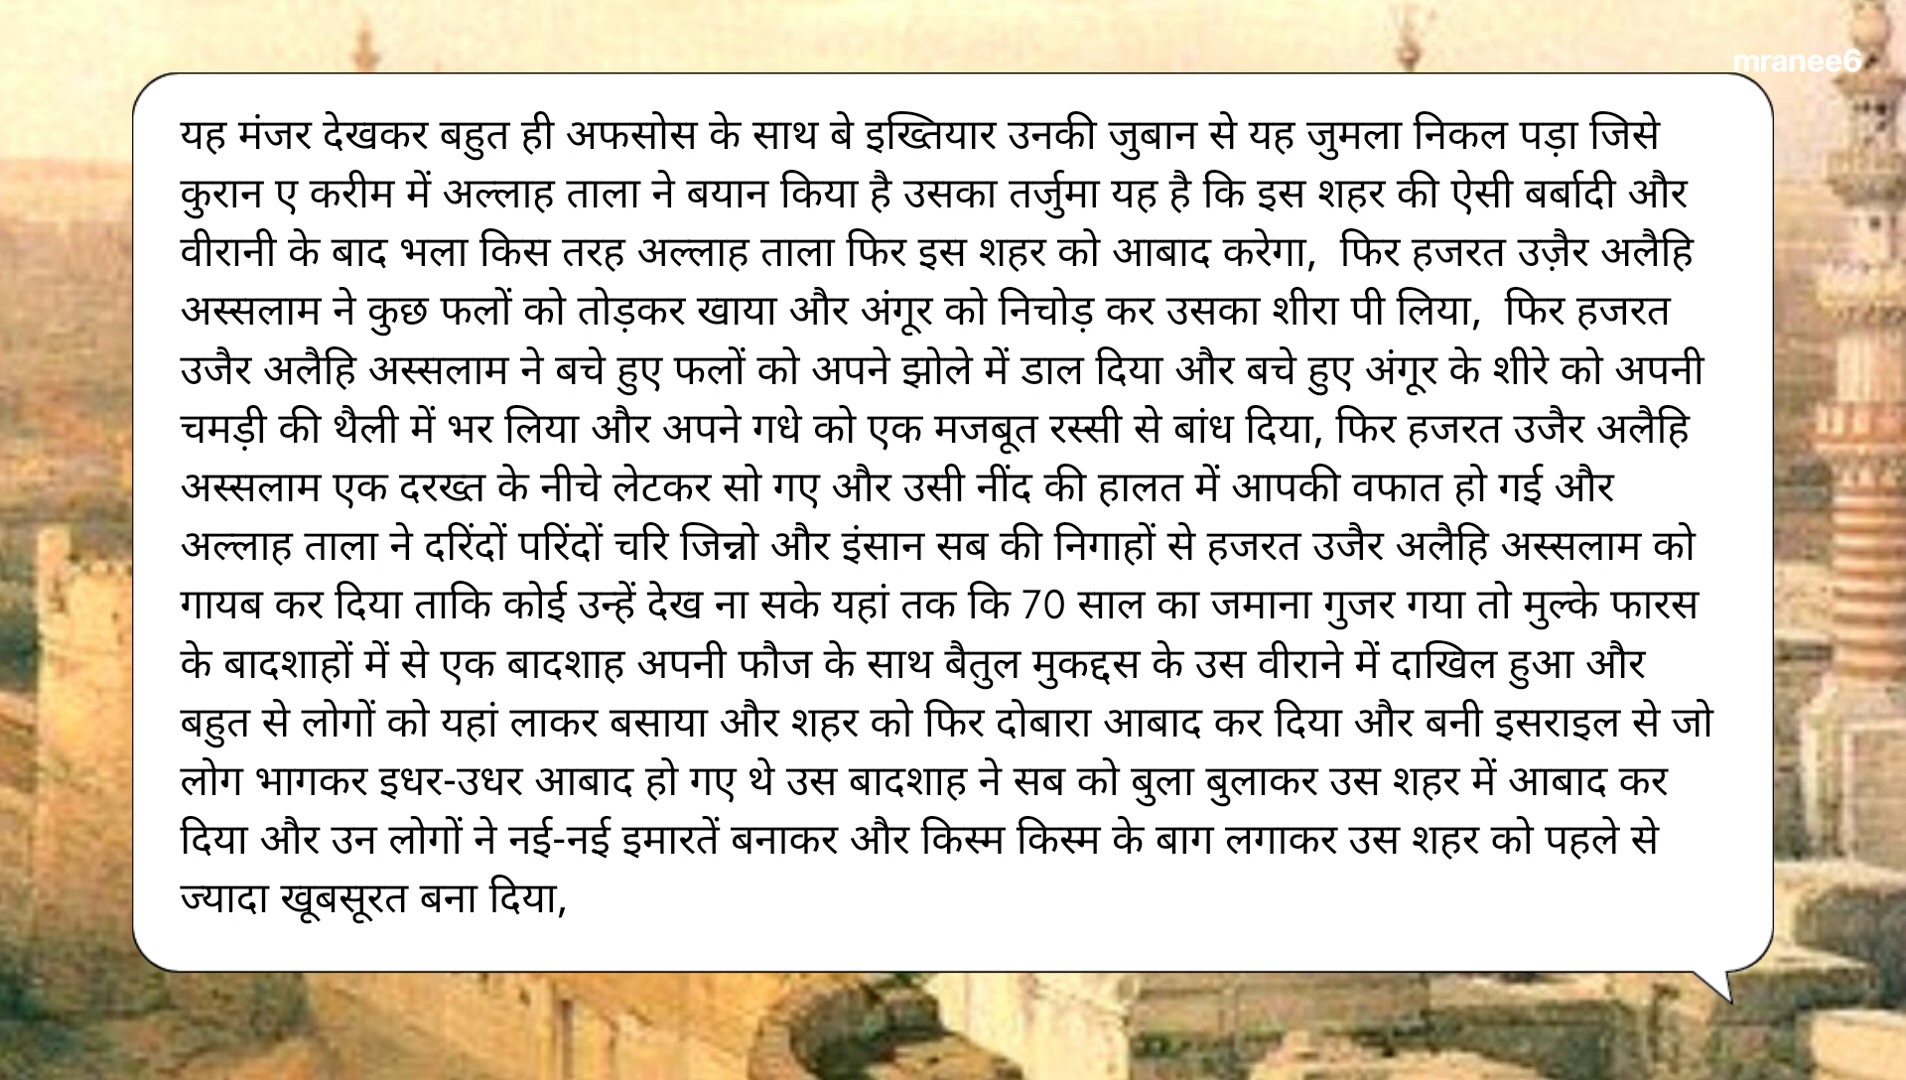 mranee6
यह मंजर देखकर बहुत ही अफसोस के साथ बे इख्तियार उनकी जुबान से यह जुमला निकल पड़ा जिसे
कुरान ए करीम में अल्लाह ताला ने बयान किया है उसका तर्जुमा यह है कि इस शहर की ऐसी बर्बादी और
वीरानी के बाद भला किस तरह अल्लाह ताला फिर इस शहर को आबाद करेगा,  फिर हजरत उज़ैर अलैहि
अस्सलाम ने कुछ फलों को तोड़कर खाया और अंगूर को निचोड़ कर उसका शीरा पी लिया,  फिर हजरत
उजैर अलैहि अस्सलाम ने बचे हुए फलों को अपने झोले में डाल दिया और बचे हुए अंगूर के शीरे को अपनी
चमड़ी की थैली में भर लिया और अपने गधे को एक मजबूत रस्सी से बांध दिया, फिर हजरत उजैर अलैहि
अस्सलाम एक दरख्त के नीचे लेटकर सो गए और उसी नींद की हालत में आपकी वफात हो गई और
अल्लाह ताला ने दरिंदों परिंदों चरि जिन्नो और इंसान सब की निगाहों से हजरत उजैर अलैहि अस्सलाम को
गायब कर दिया ताकि कोई उन्हें देख ना सके यहां तक कि 70 साल का जमाना गुजर गया तो मुल्के फारस
के बादशाहों में से एक बादशाह अपनी फौज के साथ बैतुल मुकद्दस के उस वीराने में दाखिल हुआ और
बहुत से लोगों को यहां लाकर बसाया और शहर को फिर दोबारा आबाद कर दिया और बनी इसराइल से जो
लोग भागकर इधर-उधर आबाद हो गए थे उस बादशाह ने सब को बुला बुलाकर उस शहर में आबाद कर
दिया और उन लोगों ने नई-नई इमारतें बनाकर और किस्म किस्म के बाग लगाकर उस शहर को पहले से
ज्यादा खूबसूरत बना दिया,